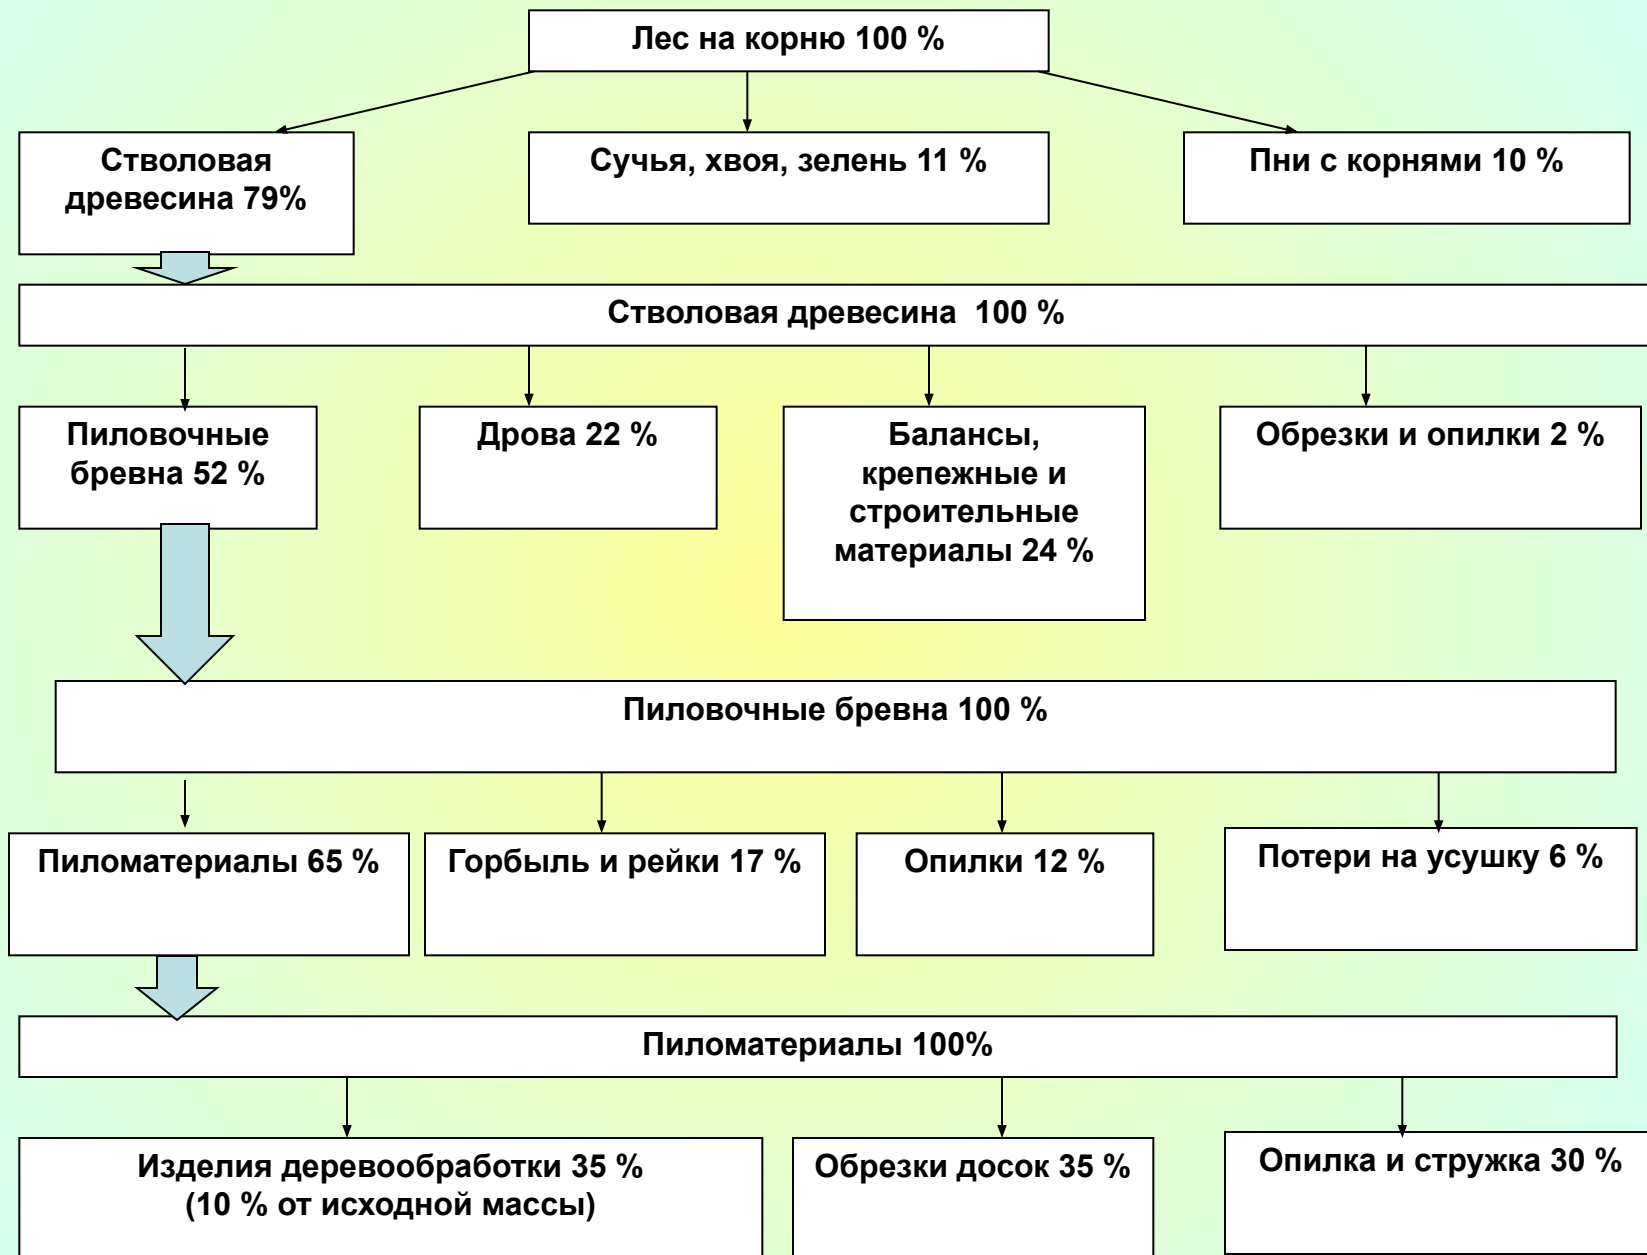 Лес на корню 100 %
Стволовая
древесина 79%
Сучья, хвоя, зелень 11 %
Пни с корнями 10 %
Стволовая древесина  100 %
Пиловочные
бревна 52 %
Дрова 22 %
Балансы,
крепежные и
строительные
материалы 24 %
Обрезки и опилки 2 %
Пиловочные бревна 100 %
Пиломатериалы 65 %
Горбыль и рейки 17 %
Опилки 12 %
Потери на усушку 6 %
Пиломатериалы 100%
Изделия деревообработки 35 %
(10 % от исходной массы)
Обрезки досок 35 %
Опилка и стружка 30 %